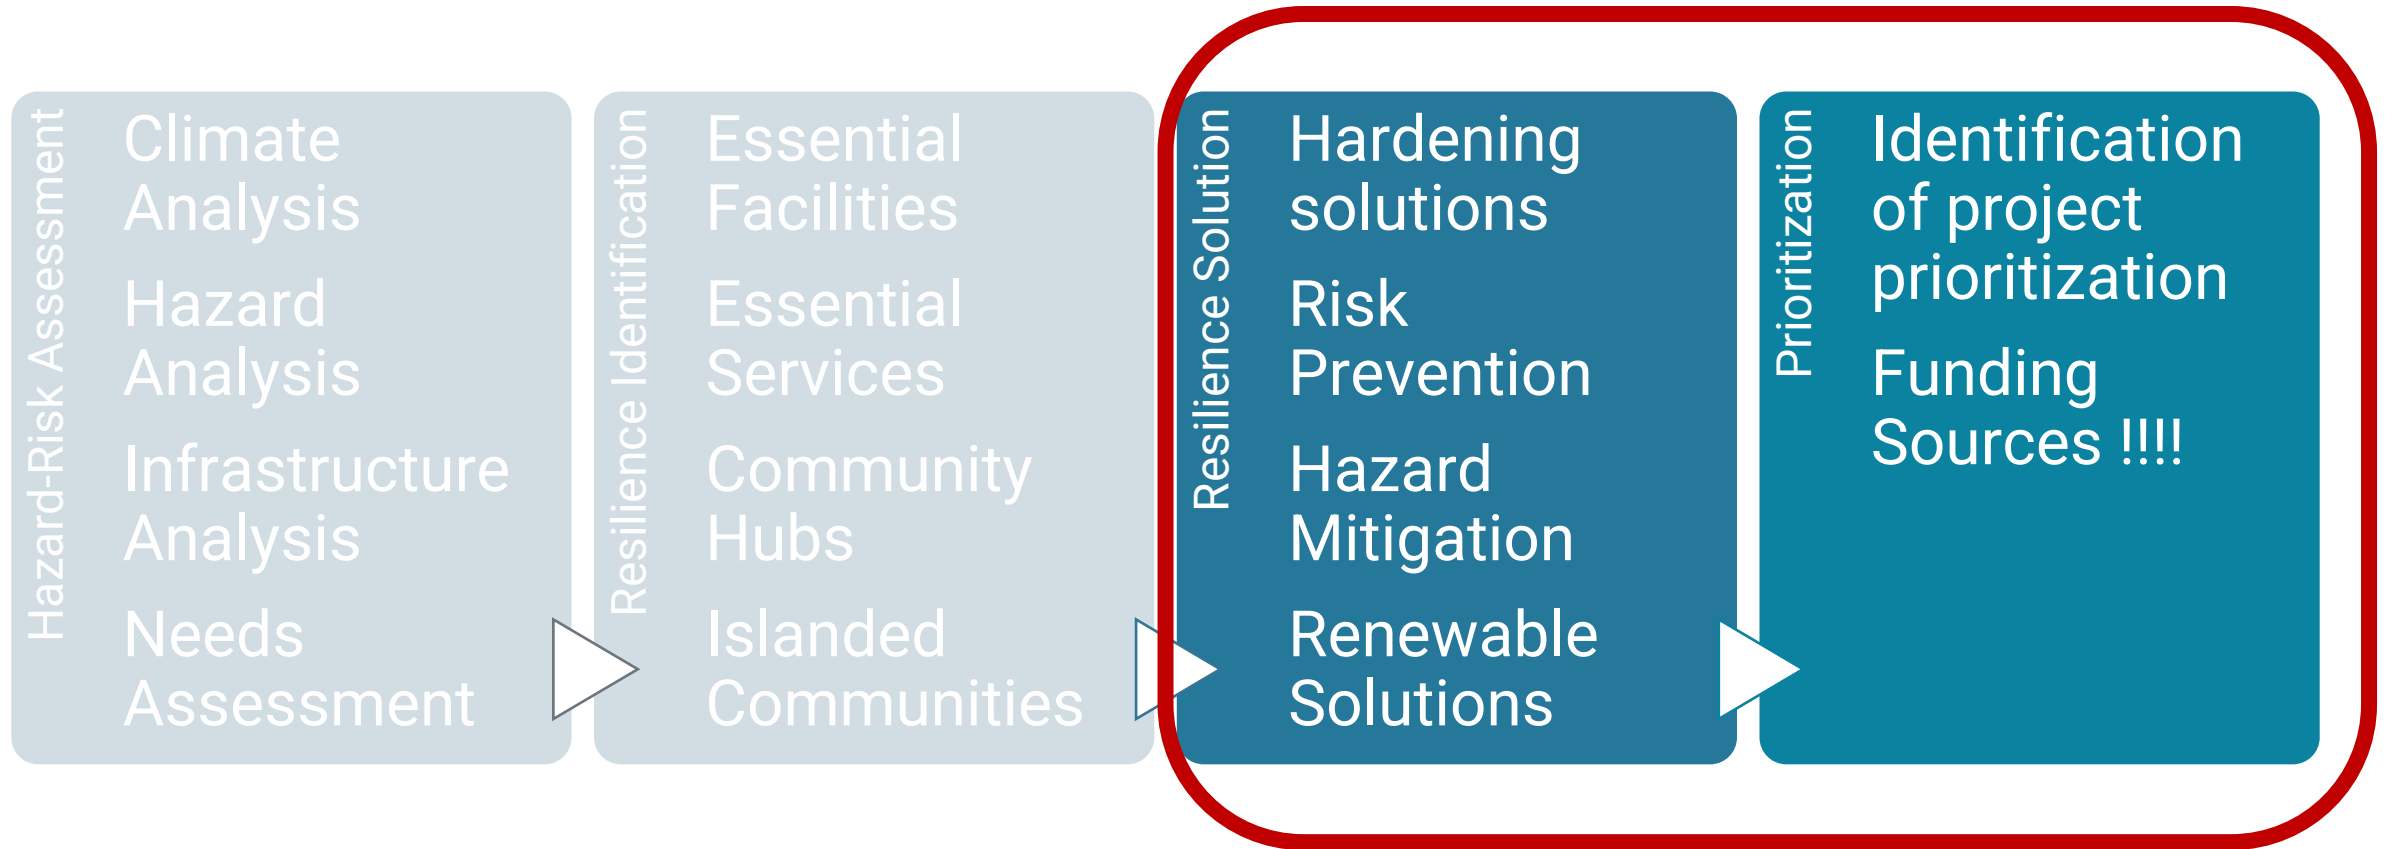 Hazard-Risk Assessment
Climate
Analysis
Hazard
Analysis
Infrastructure
Analysis
Needs
Assessment
Resilience Identification
Essential
Facilities
Essential
Services
Community
Hubs
Islanded
Communities
Resilience Solution
Hardening
solutions
Risk
Prevention
Hazard
Mitigation
Renewable
Solutions
Prioritization
Identification
of project
prioritization
Funding
Sources !!!!